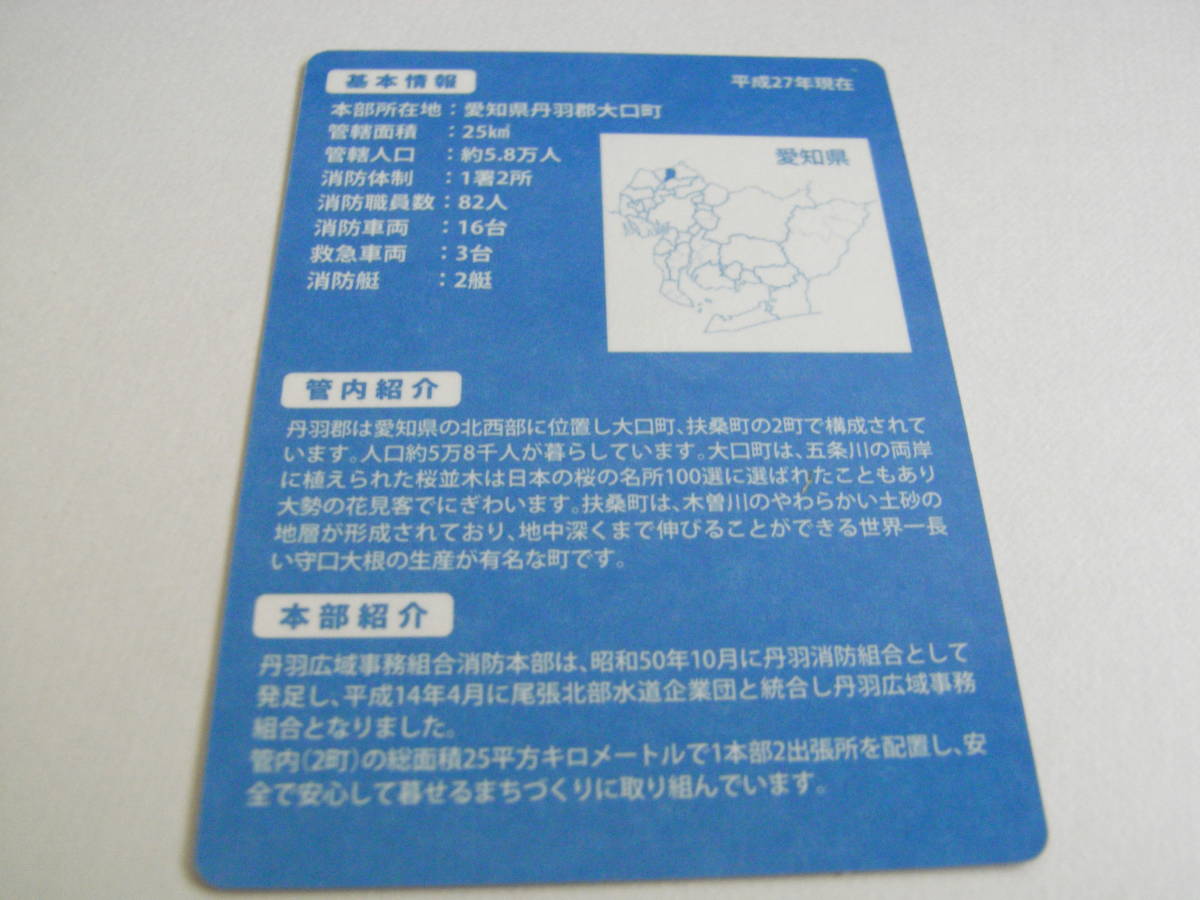 基本情報
平成27年現在
本部所在地：愛知県丹羽郡大口町
管轄面積：25㎢
管轄人口：約5.8万人
消防体制：1署2所
消防職員数：82人
消防車両：16台
救急車両：3台
消防艇：2艇
愛知県
管内紹介
丹羽郡は愛知県の北西部に位置し大口町、扶桑町の2町で構成されて
います。人口約5万8千人が暮らしています。大口町は、五条川の両岸
に植えられた桜並木は日本の桜の名所100選に選ばれたこともあり
大勢の花見客でにぎわいます。扶桑町は、木曽川のやわらかい土砂の
地層が形成されており、地中深くまで伸びることができる世界一長
い守口大根の生産が有名な町です。
本部紹介
丹羽広域事務組合消防本部は、昭和50年10月に丹羽消防組合として
発足し、平成14年4月に尾張北部水道企業団と統合し丹羽広域事務
組合となりました。
管内(2町)の総面積25平方キロメートルで1本部2出張所を配置し、安
全で安心して暮せるまちづくりに取り組んでいます。